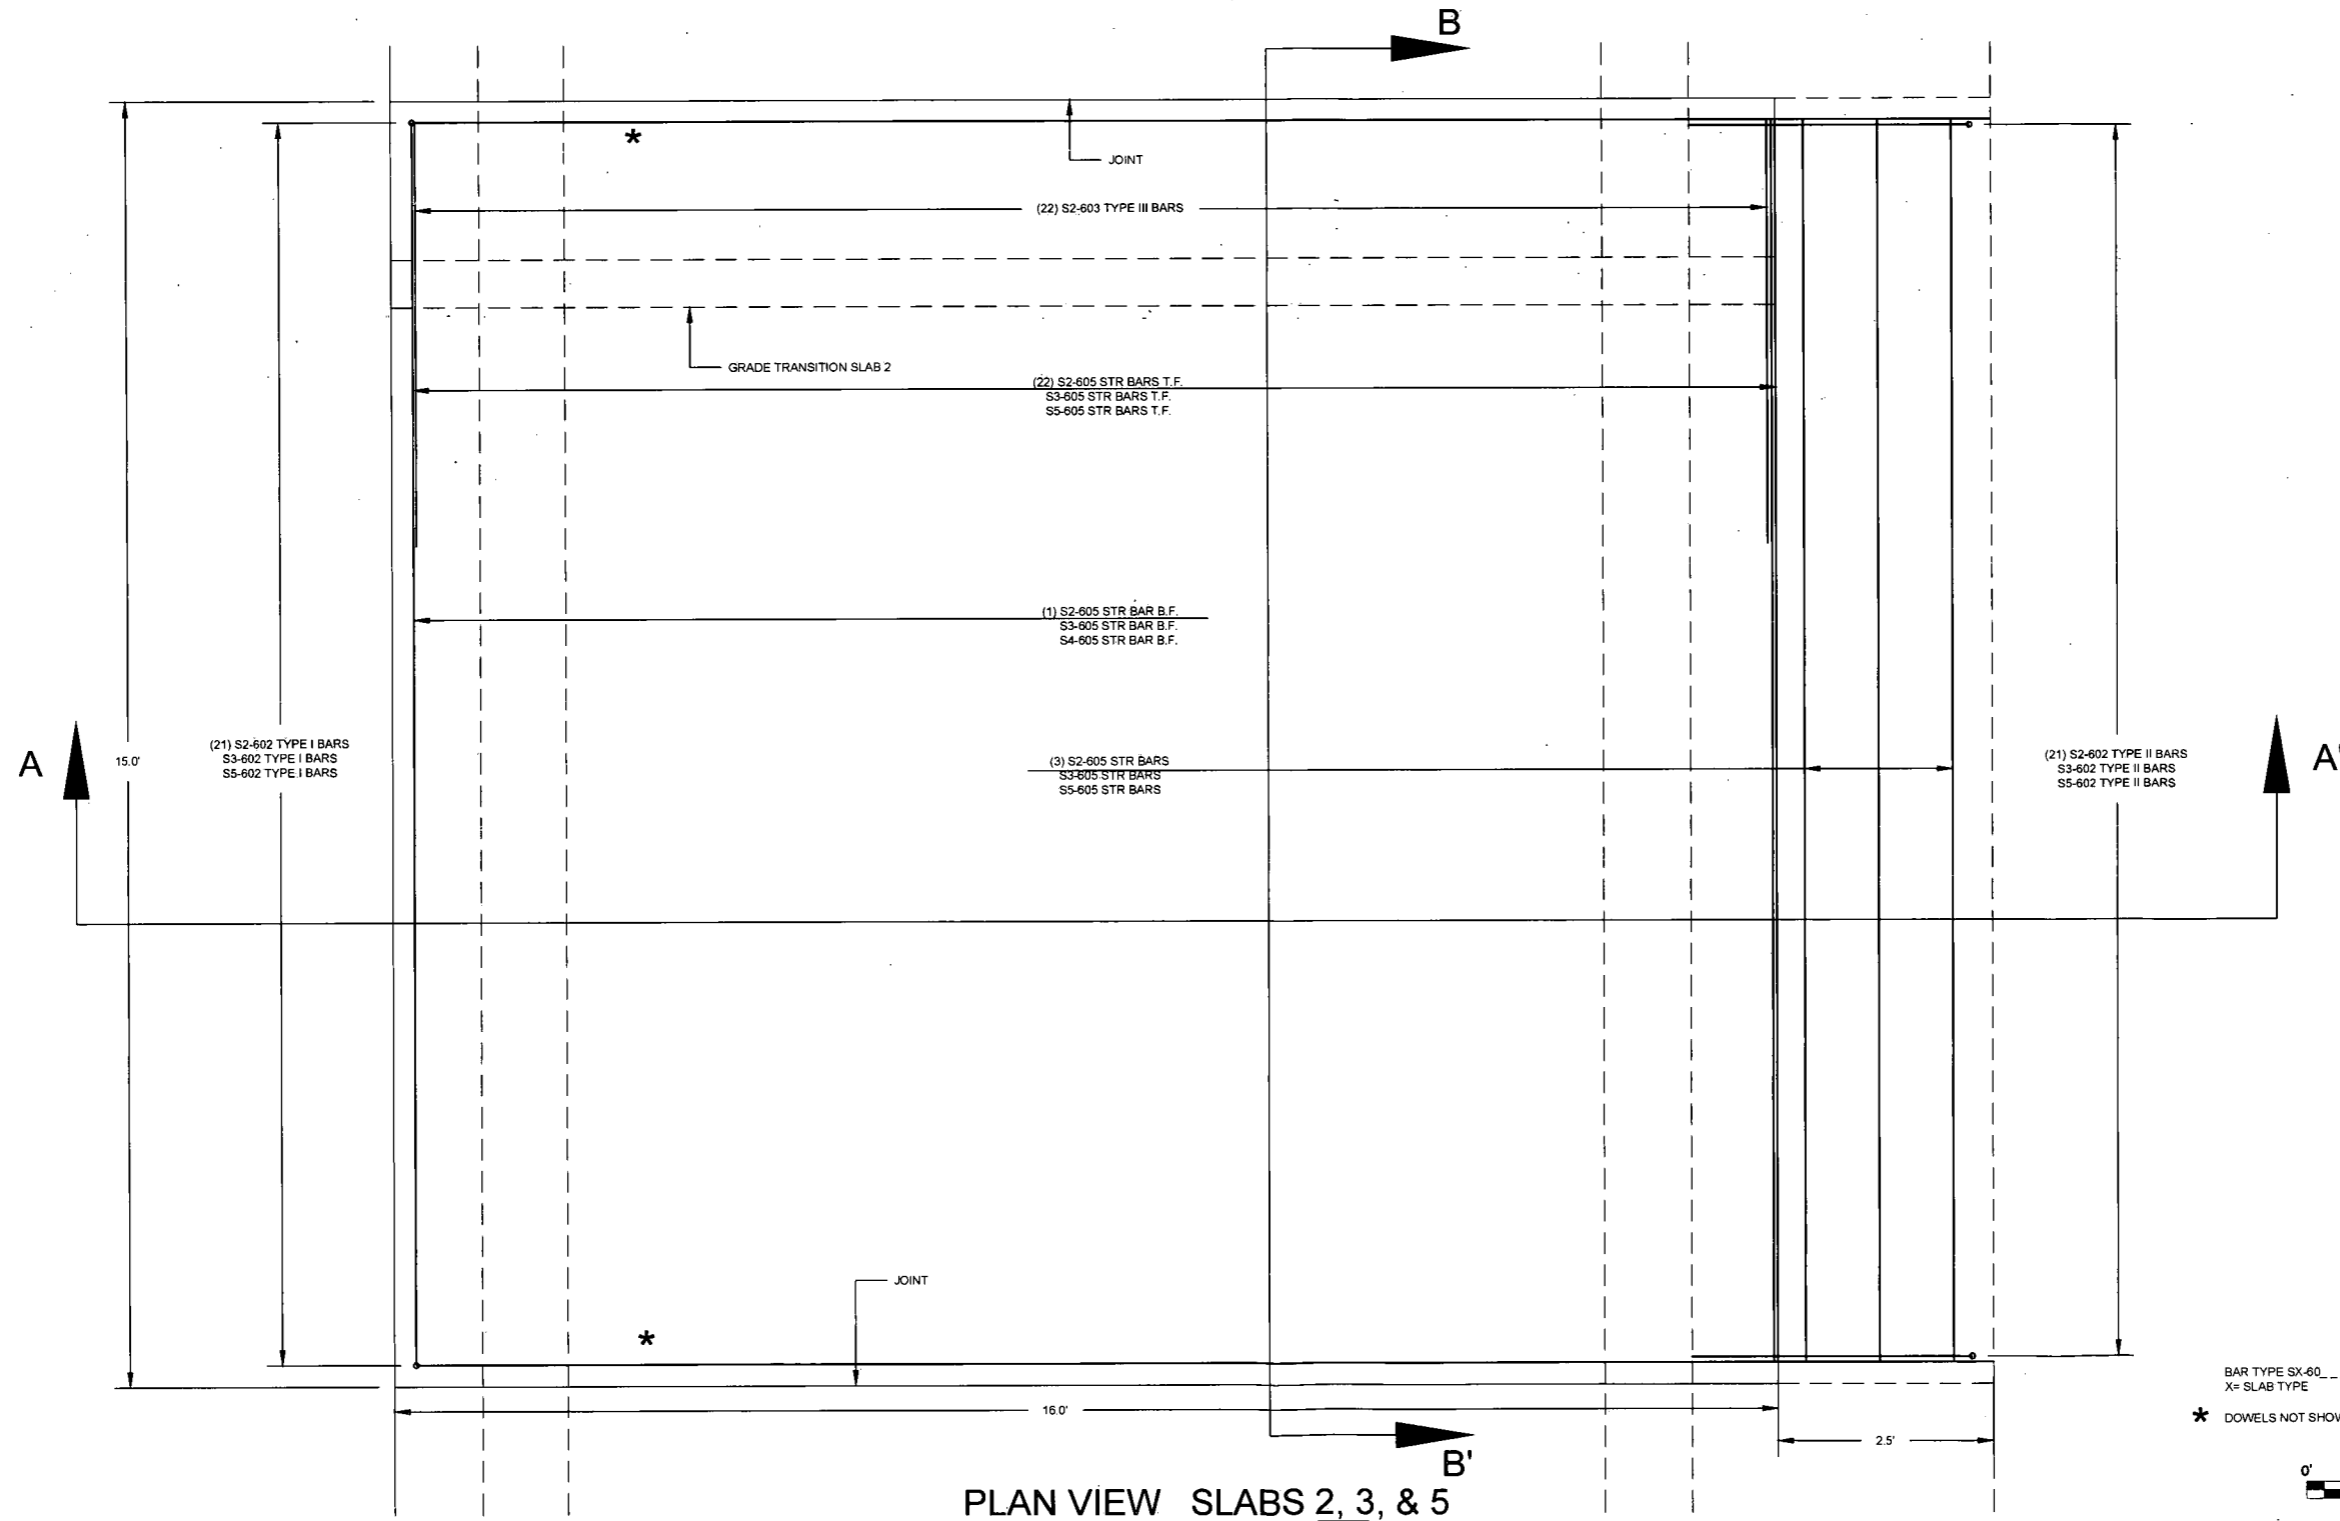 B
JOINT
(22) S2-603 TYPE III BARS
GRADE TRANSITION SLAB 2
(22) S2-605 STR BARS T.F.
S3-605 STR BARS T.F.
S5-605 STR BARS T.F.
(1) S2-605 STR BAR B.F.
S3-605 STR BAR B.F.
S4-605 STR BAR B.F.
A
15.0'
(21) S2-602 TYPE I BARS
S3-602 TYPE I BARS
S5-602 TYPE I BARS
(3) S2-605 STR BARS
S3-605 STR BARS
S5-605 STR BARS
(21) S2-602 TYPE II BARS
S3-602 TYPE II BARS
S5-602 TYPE II BARS
A'
JOINT
BAR TYPE SX-60_ _
X= SLAB TYPE
* DOWELS NOT
16.0'
2.5'
B'
0'
PLAN VIEW SLABS 2, 3, & 5